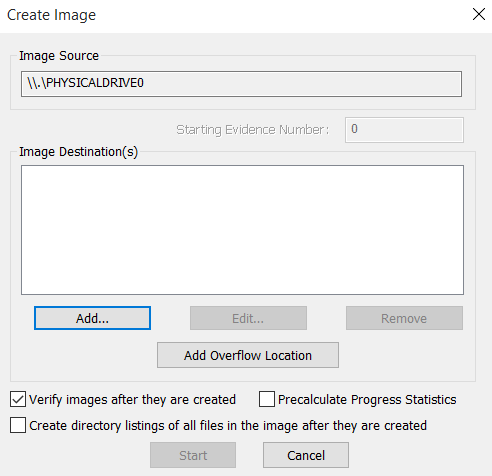 Create Image
Image Source
\\.\PHYSICALDRIVE0
Starting Evidence Number: 0
Image Destination(s)
Add... Edit... Remove
Add Overflow Location
Verify images after they are created Precalculate Progress Statistics
Create directory listings of all files in the image after they are created
Start Cancel